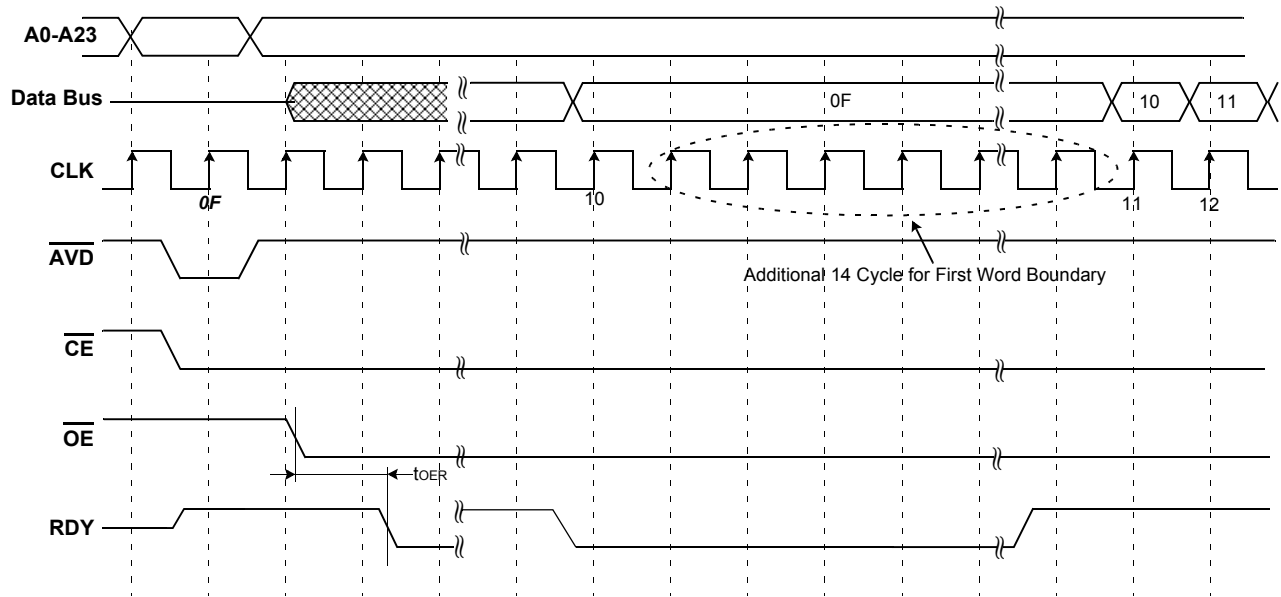 A0-A23
Data Bus
0F
10
11
CLK
0F
10
11
12
AVD
Additional 14 Cycle for First Word Boundary
CE
OE
tOER
RDY